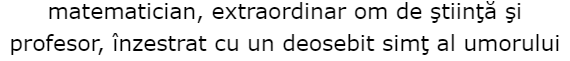 matematician, extraordinar om de ştiinţă şi
profesor, înzestrat cu un deosebit simţ al umorului